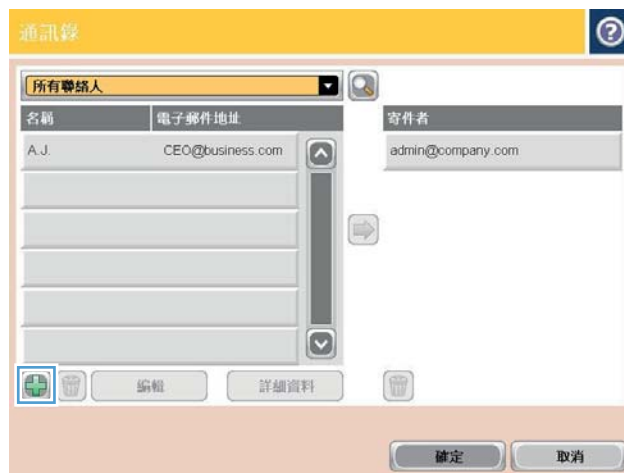 通訊錄
所有聯絡人
名稱 電子郵件地址 寄件者
A.J. CEO@business.com admin@company.com
編輯 詳細資料
確定 取消